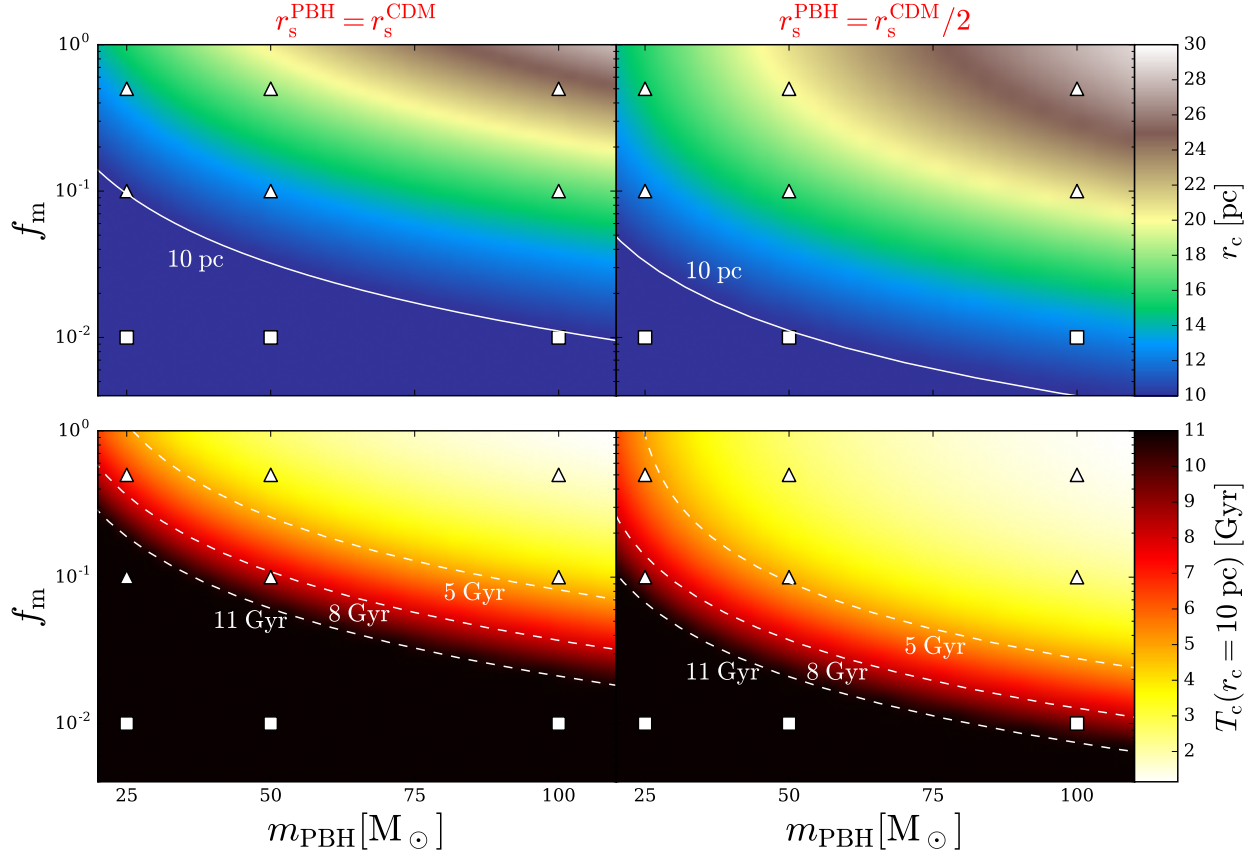 r_s^PBH = r_s^CDM
r_s^PBH = r_s^CDM/2
10^0
10^-1
10^-2
f_m
10 pc
10 pc
30
28
26
24
22
20
18
16
14
12
10
r_c [pc]
10^0
10^-1
10^-2
f_m
5 Gyr
8 Gyr
11 Gyr
5 Gyr
8 Gyr
11 Gyr
11
10
9
8
7
6
5
4
3
2
T_c(r_c = 10 pc) [Gyr]
25 50 75 100
25 50 75 100
m_PBH[M_⊙]
m_PBH[M_⊙]